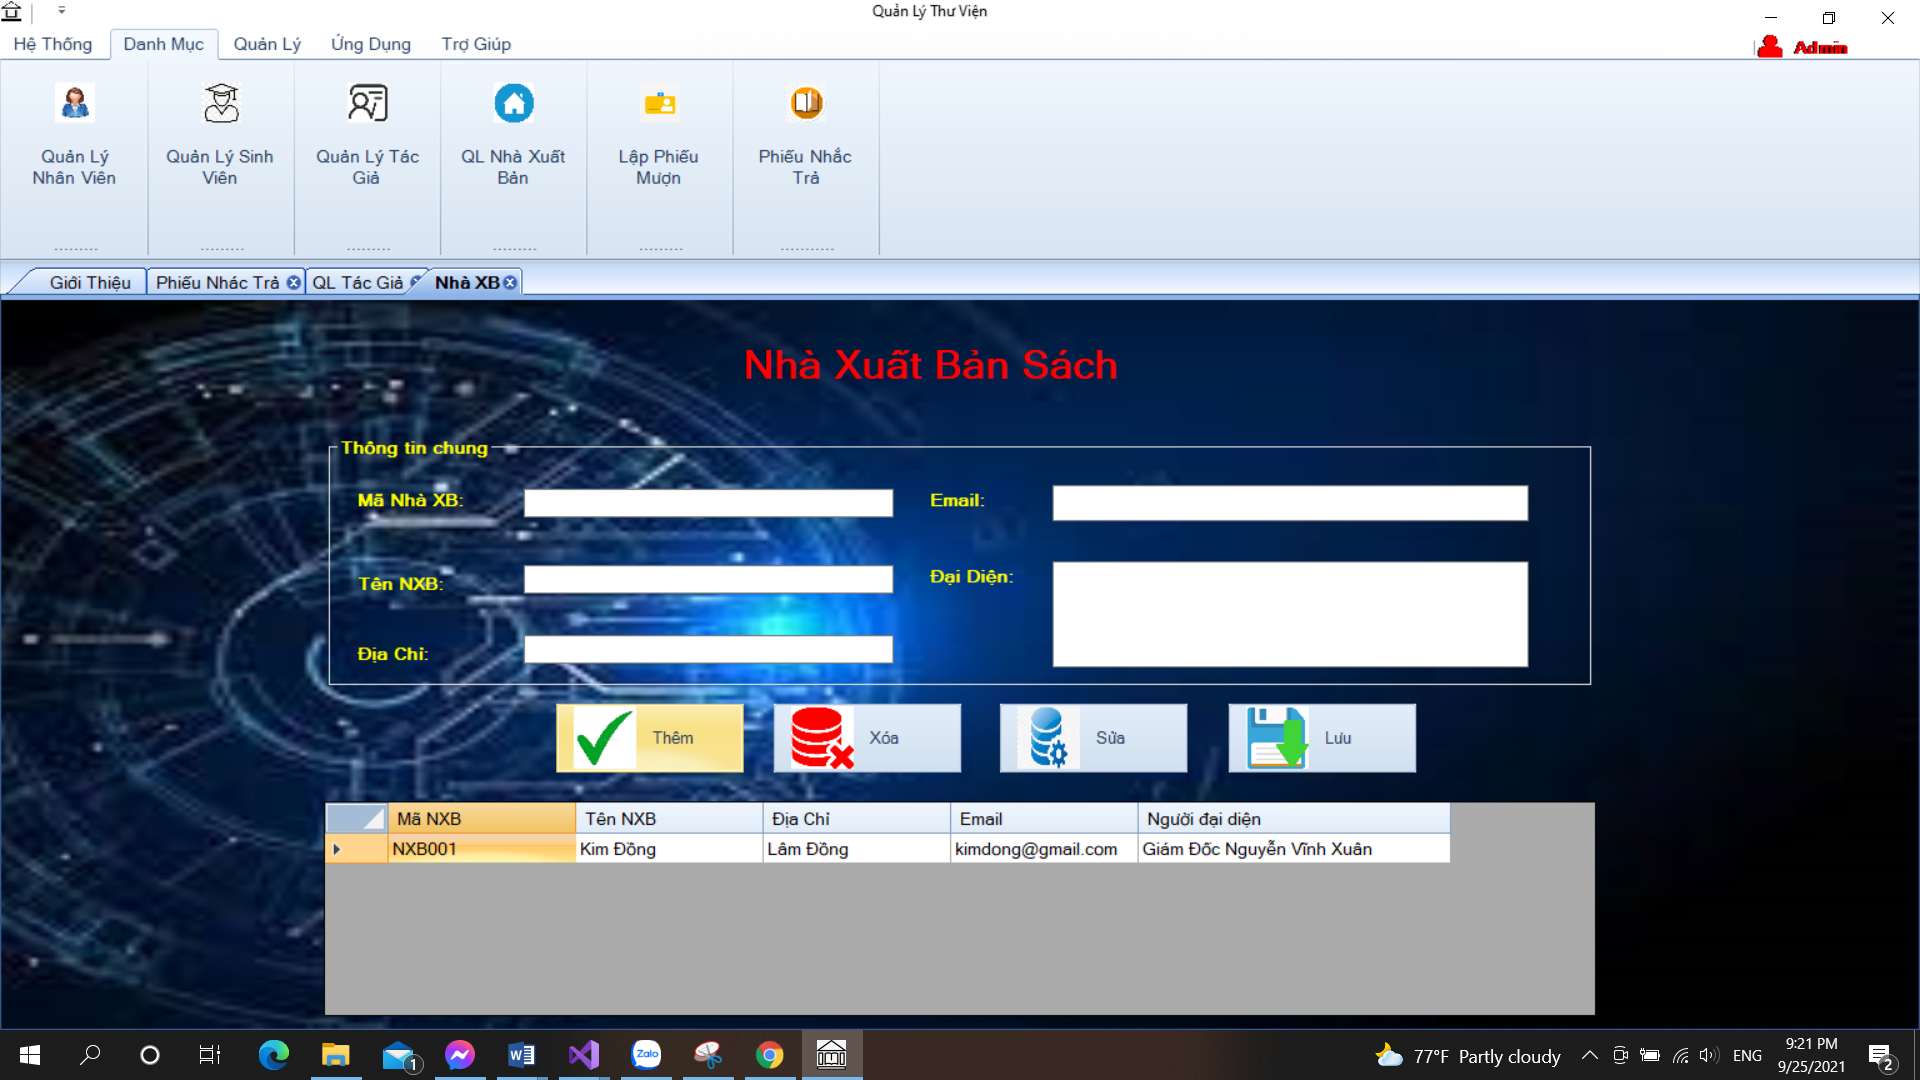 Quản Lý Thư Viện
Hệ Thống Danh Mục Quản Lý Ứng Dụng Trợ Giúp
Admin
Quản Lý Nhân Viên
Quản Lý Sinh Viên
Quản Lý Tác Giả
QL Nhà Xuất Bản
Lập Phiếu Mượn
Phiếu Nhắc Trả
Giới Thiệu Phiếu Nhác Trả QL Tác Giả Nhà XB
Nhà Xuất Bản Sách
Thông tin chung
Mã Nhà XB: Email:
Tên NXB: Đại Diện:
Địa Chỉ:
Thêm Xóa Sửa Lưu
Mã NXB Tên NXB Địa Chỉ Email Người đại diện
NXB001 Kim Đồng Lâm Đồng kimdong@gmail.com Giám Đốc Nguyễn Vĩnh Xuân
1 Zalo 77°F Partly cloudy ENG 9:21 PM
9/25/2021 2